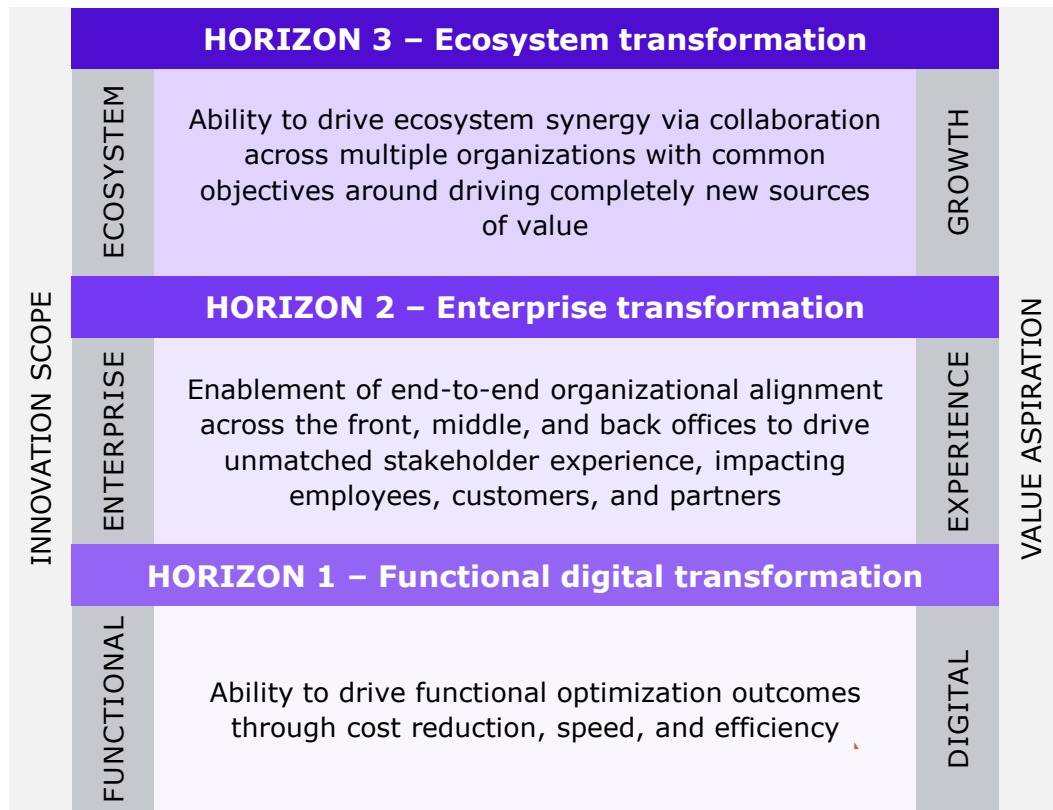 HORIZON 3 – Ecosystem transformation
ECOSYSTEM
Ability to drive ecosystem synergy via collaboration
across multiple organizations with common
objectives around driving completely new sources
of value
GROWTH
INNOVATION SCOPE
HORIZON 2 – Enterprise transformation
ENTERPRISE
Enablement of end-to-end organizational alignment
across the front, middle, and back offices to drive
unmatched stakeholder experience, impacting
employees, customers, and partners
EXPERIENCE
VALUE ASPIRATION
HORIZON 1 – Functional digital transformation
FUNCTIONAL
Ability to drive functional optimization outcomes
through cost reduction, speed, and efficiency
DIGITAL